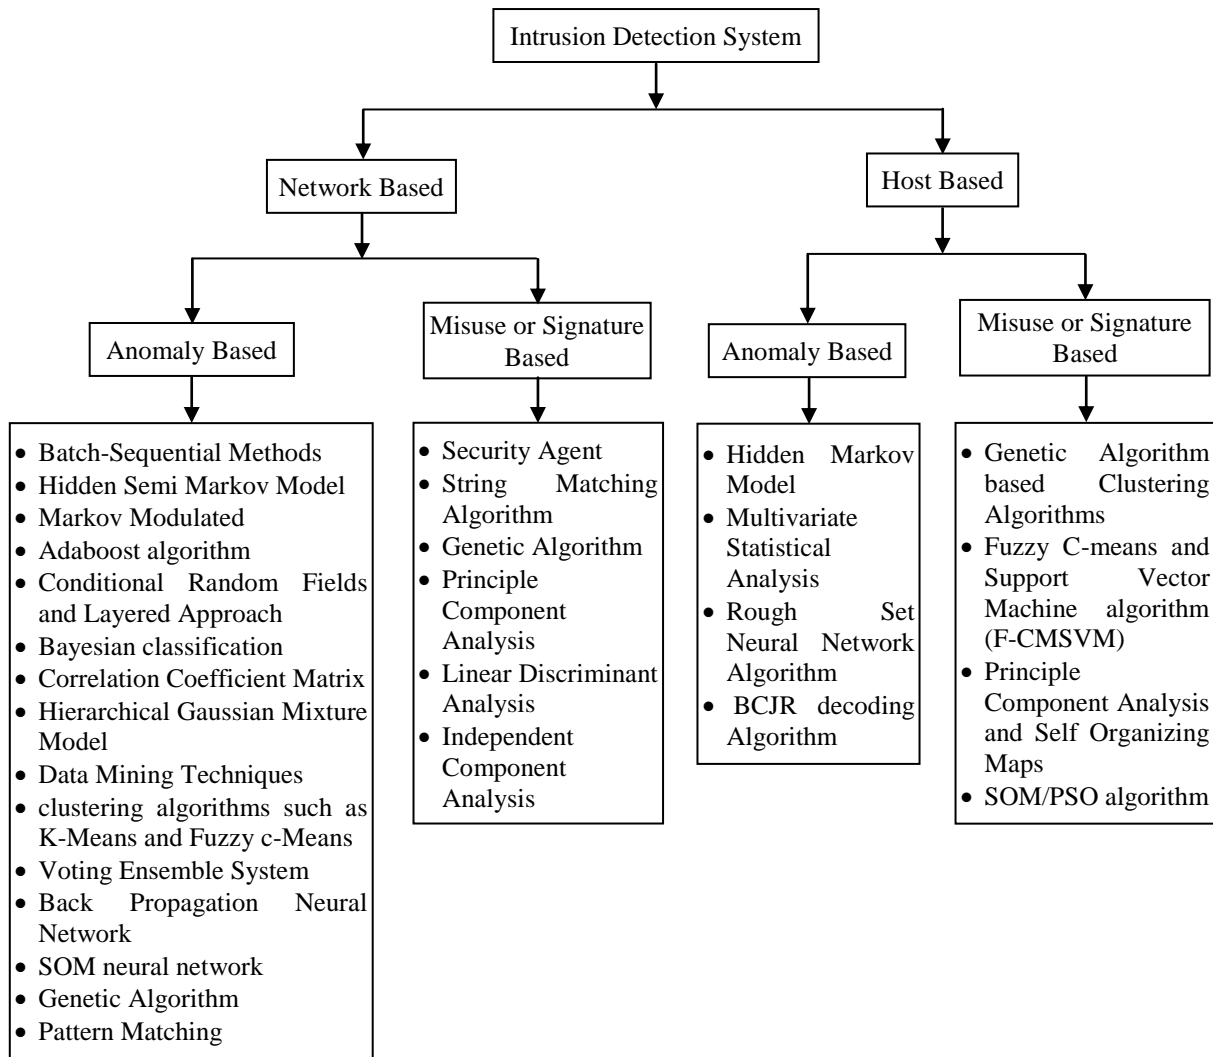 Intrusion Detection System
Network Based
Host Based
Anomaly Based
Misuse or Signature
Based
Anomaly Based
Misuse or Signature
Based
• Batch-Sequential Methods
• Hidden Semi Markov Model
• Markov Modulated
• Adaboost algorithm
• Conditional Random Fields
and Layered Approach
• Bayesian classification
• Correlation Coefficient Matrix
• Hierarchical Gaussian Mixture
Model
• Data Mining Techniques
• clustering algorithms such as
K-Means and Fuzzy c-Means
• Voting Ensemble System
• Back Propagation Neural
Network
• SOM neural network
• Genetic Algorithm
• Pattern Matching
• Security Agent
• String Matching
Algorithm
• Genetic Algorithm
• Principle
Component
Analysis
• Linear Discriminant
Analysis
• Independent
Component
Analysis
• Hidden Markov
Model
• Multivariate
Statistical
Analysis
• Rough Set
Neural Network
Algorithm
• BCJR decoding
Algorithm
• Genetic Algorithm
based Clustering
Algorithms
• Fuzzy C-means and
Support Vector
Machine algorithm
(F-CMSVM)
• Principle
Component Analysis
and Self Organizing
Maps
• SOM/PSO algorithm